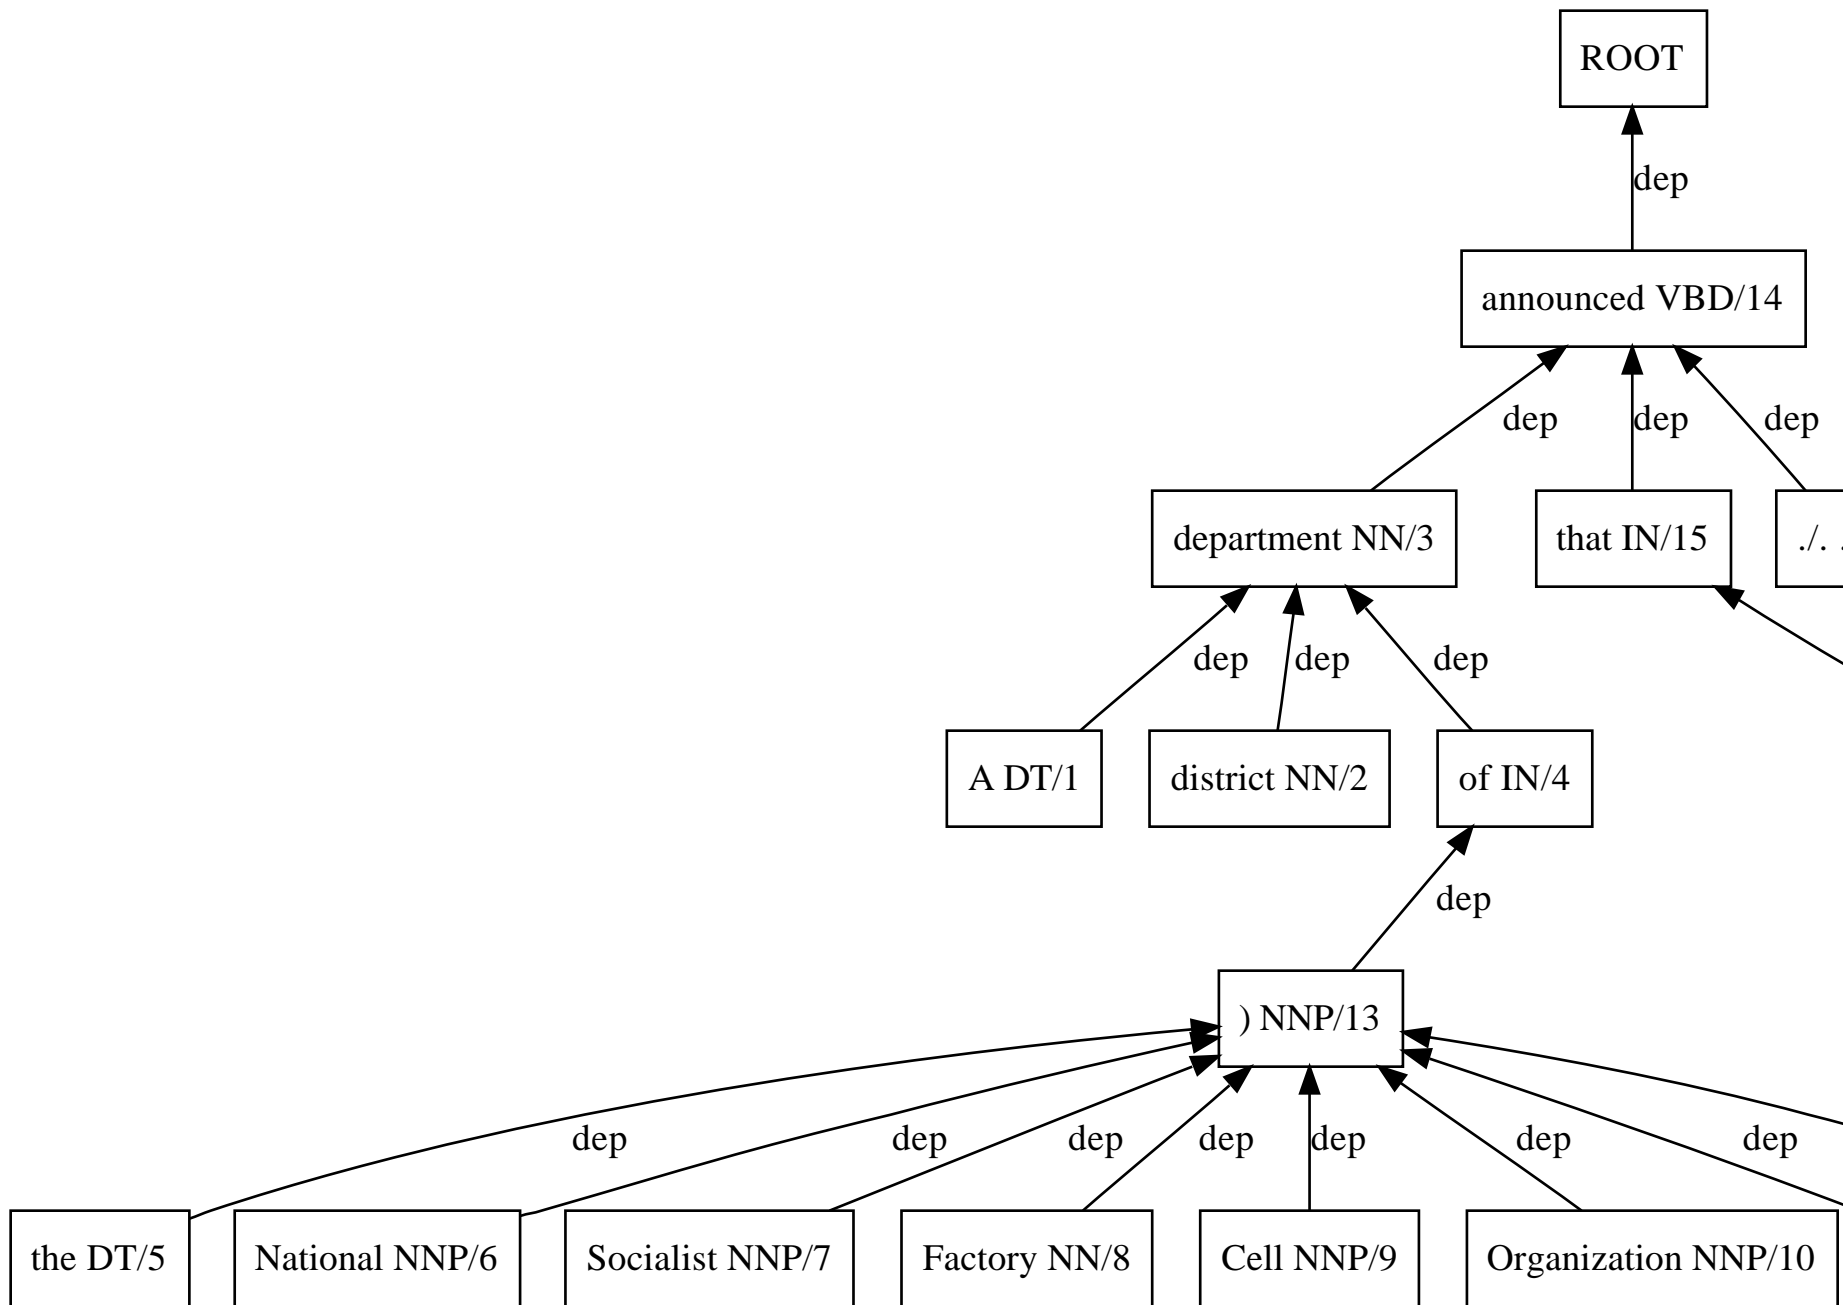 ROOT
dep
announced VBD/14
dep dep dep
department NN/3 that IN/15 ./. .
dep dep dep
A DT/1 district NN/2 of IN/4
dep
) NNP/13
dep dep dep dep dep dep dep
the DT/5 National NNP/6 Socialist NNP/7 Factory NN/8 Cell NNP/9 Organization NNP/10